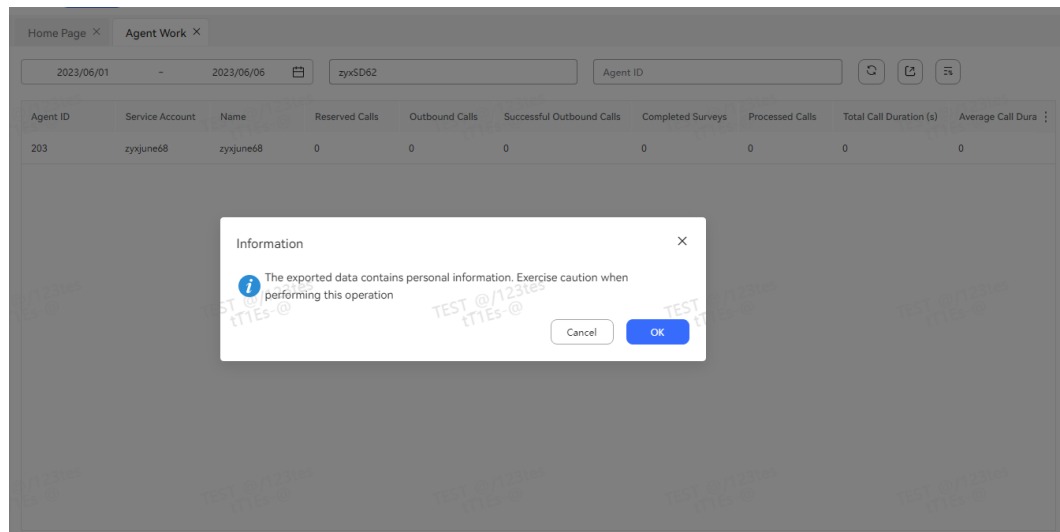 Home Page ×
Agent Work ×
2023/06/01 - 2023/06/06
zyxSD62
Agent ID
Agent ID Service Account Name Reserved Calls Outbound Calls Successful Outbound Calls Completed Surveys Processed Calls Total Call Duration (s) Average Call Dura
203 zyxjune68 zyxjune68 0 0 0 0 0 0 0
Information ×
The exported data contains personal information. Exercise caution when
performing this operation
TEST @/123tes
tT1Es-@
Cancel
OK